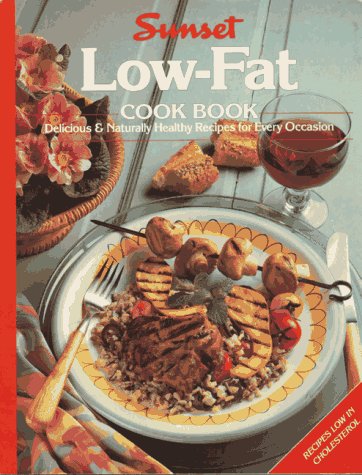 Sunset
Low-Fat
COOK BOOK
Delicious & Naturally Healthy Recipes for Every Occasion
RECIPES LOW IN
CHOLESTEROL